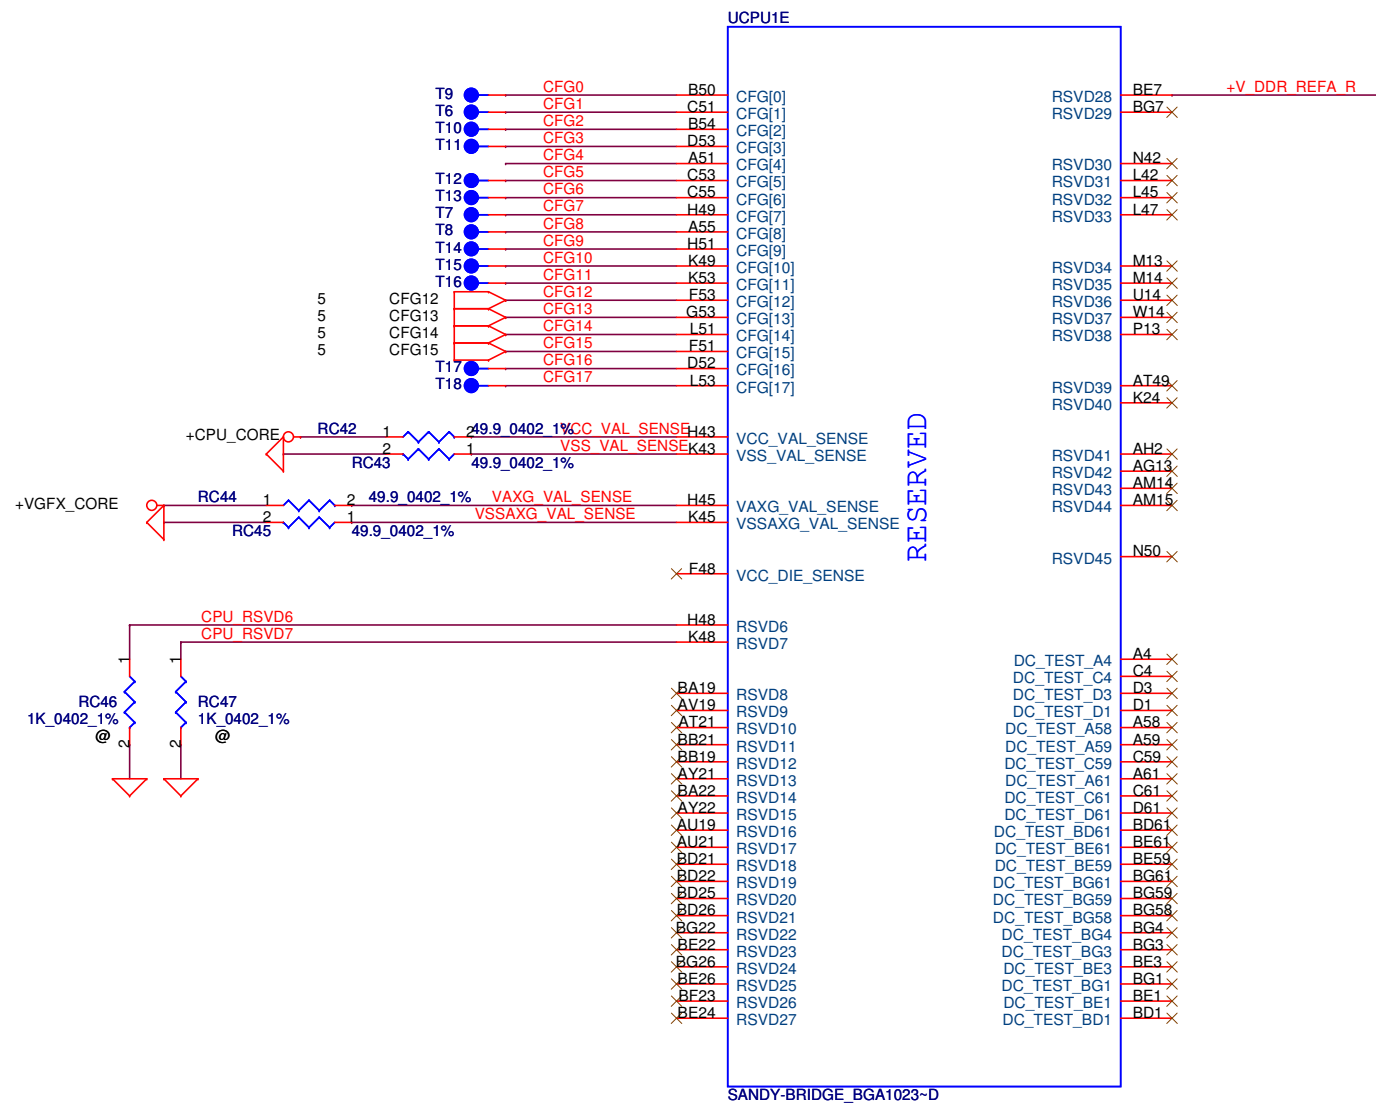 UCPU1E
T9 CFG0 B50 CFG[0] RSVD28 BE7 +V_DDR_REFA_R
T6 CFG1 C51 CFG[1] RSVD29 BG7
T10 CFG2 B54 CFG[2]
T11 CFG3 D53 CFG[3]
CFG4 A51 CFG[4] RSVD30 N42
T12 CFG5 C53 CFG[5] RSVD31 L42
T13 CFG6 C55 CFG[6] RSVD32 L45
T7 CFG7 H49 CFG[7] RSVD33 L47
T8 CFG8 A55 CFG[8]
T14 CFG9 H51 CFG[9]
T15 CFG10 K49 CFG[10] RSVD34 M13
T16 CFG11 K53 CFG[11] RSVD35 M14
5 CFG12 CFG12 F53 CFG[12] RSVD36 U14
5 CFG13 CFG13 G53 CFG[13] RSVD37 W14
5 CFG14 CFG14 L51 CFG[14] RSVD38 P13
5 CFG15 CFG15 F51 CFG[15]
T17 CFG16 D52 CFG[16]
T18 CFG17 L53 CFG[17] RSVD39 AT49
RSVD40 K24
+CPU_CORE RC42 1 2 49.9_0402_1% VCC_VAL_SENSE H43 VCC_VAL_SENSE
RC43 2 1 49.9_0402_1% VSS_VAL_SENSE K43 VSS_VAL_SENSE RSVD41 AH2
RSVD42 AG13
RSVD43 AM14
+VGFX_CORE RC44 1 2 49.9_0402_1% VAXG_VAL_SENSE H45 VAXG_VAL_SENSE RSVD44 AM15
RC45 2 1 49.9_0402_1% VSSAXG_VAL_SENSE K45 VSSAXG_VAL_SENSE
RESERVED
RSVD45 N50
F48 VCC_DIE_SENSE
CPU_RSVD6 H48 RSVD6
CPU_RSVD7 K48 RSVD7
1 1 DC_TEST_A4 A4
DC_TEST_C4 C4
RC46 RC47 BA19 RSVD8 DC_TEST_D3 D3
1K_0402_1% 1K_0402_1% AV19 RSVD9 DC_TEST_D1 D1
@ @ AT21 RSVD10 DC_TEST_A58 A58
2 2 BB21 RSVD11 DC_TEST_A59 A59
BB19 RSVD12 DC_TEST_C59 C59
AY21 RSVD13 DC_TEST_A61 A61
BA22 RSVD14 DC_TEST_C61 C61
AY22 RSVD15 DC_TEST_D61 D61
AU19 RSVD16 DC_TEST_BD61 BD61
AU21 RSVD17 DC_TEST_BE61 BE61
BD21 RSVD18 DC_TEST_BE59 BE59
BD22 RSVD19 DC_TEST_BG61 BG61
BD25 RSVD20 DC_TEST_BG59 BG59
BD26 RSVD21 DC_TEST_BG58 BG58
BG22 RSVD22 DC_TEST_BG4 BG4
BE22 RSVD23 DC_TEST_BG3 BG3
BG26 RSVD24 DC_TEST_BE3 BE3
BE26 RSVD25 DC_TEST_BG1 BG1
BF23 RSVD26 DC_TEST_BE1 BE1
BE24 RSVD27 DC_TEST_BD1 BD1
SANDY-BRIDGE_BGA1023~D